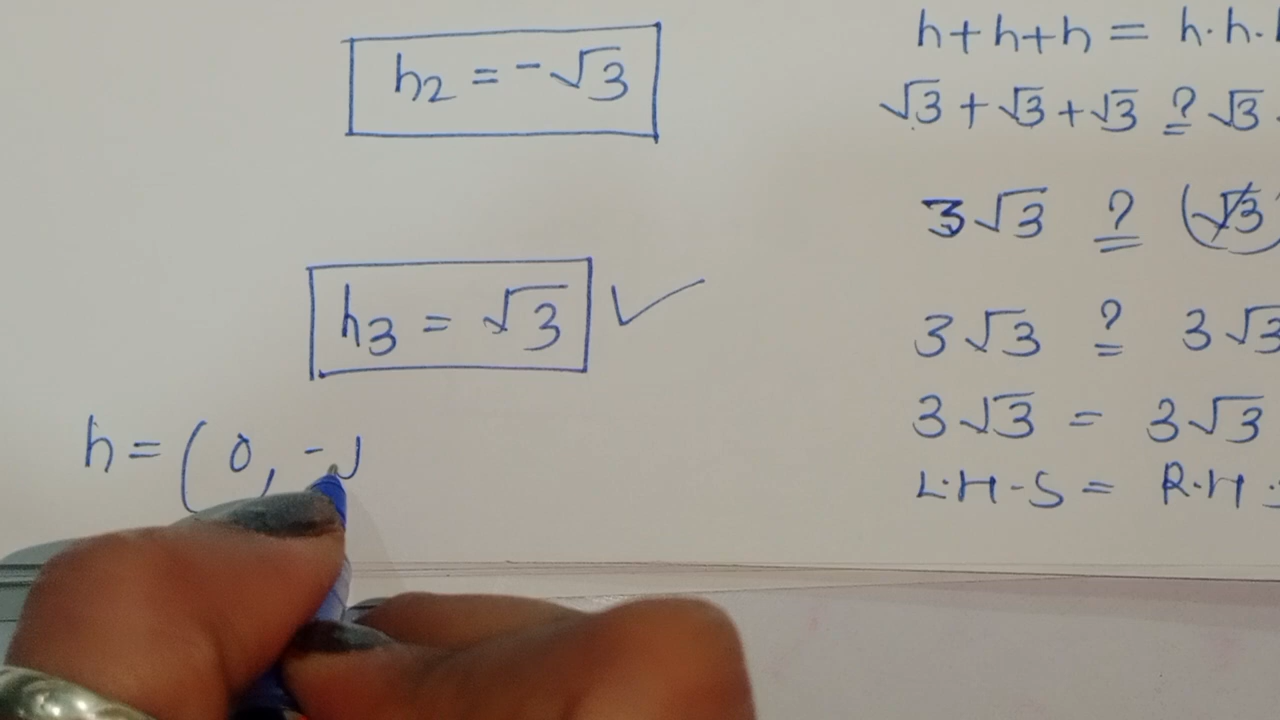 h₂ = -√3
h₃ = √3 ✓
h = (0, -
h+h+h = h.h.
√3 + √3 + √3 ≟ √3
3√3 ≟ (√3
3√3 ≟ 3√3
3√3 = 3√3
L.H-S = R.H.